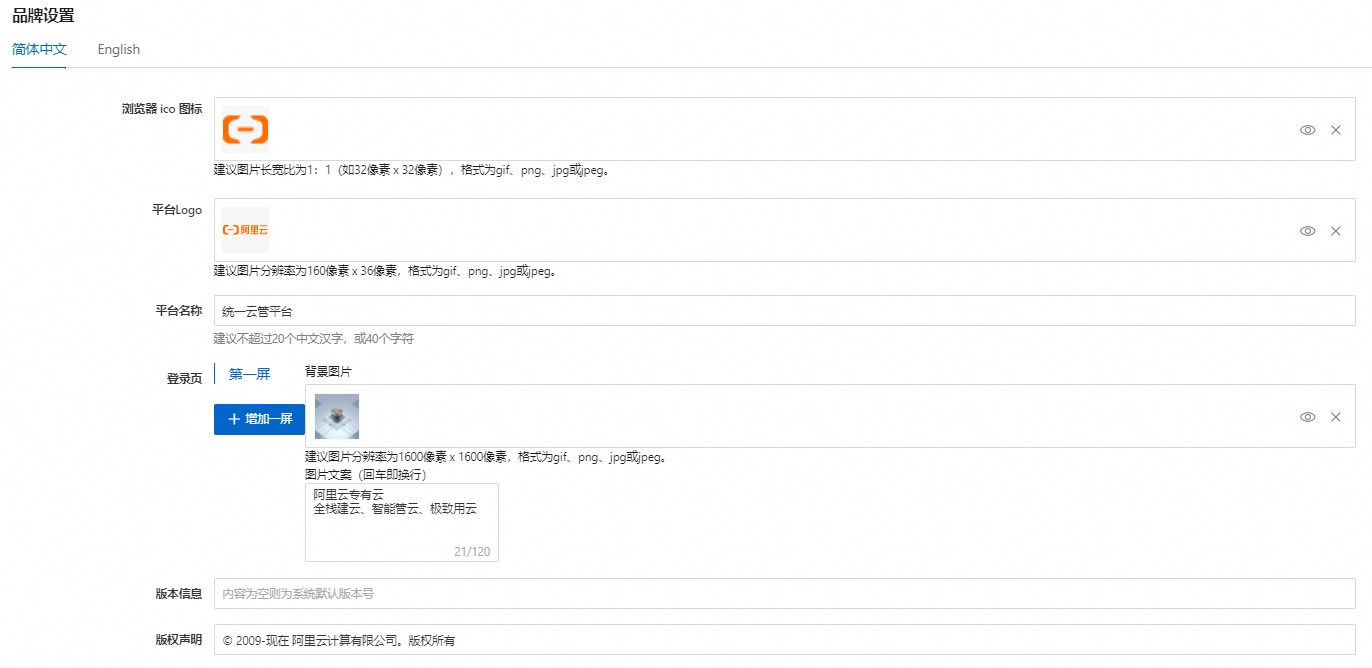 品牌设置
简体中文 English
浏览器 ico 图标
建议图片长宽比为1：1（如32像素 x 32像素），格式为gif、png、jpg或jpeg。
平台Logo
阿里云
建议图片分辨率为160像素 x 36像素，格式为gif、png、jpg或jpeg。
平台名称 统一云管平台
建议不超过20个中文汉字，或40个字符
登录页 第一屏 背景图片
+ 增加一屏
建议图片分辨率为1600像素 x 1600像素，格式为gif、png、jpg或jpeg。
图片文案（回车即换行）
阿里云专有云
全栈建云、智能管云、极致用云
21/120
版本信息 内容为空则为系统默认版本号
版权声明 © 2009-现在 阿里云计算有限公司。版权所有